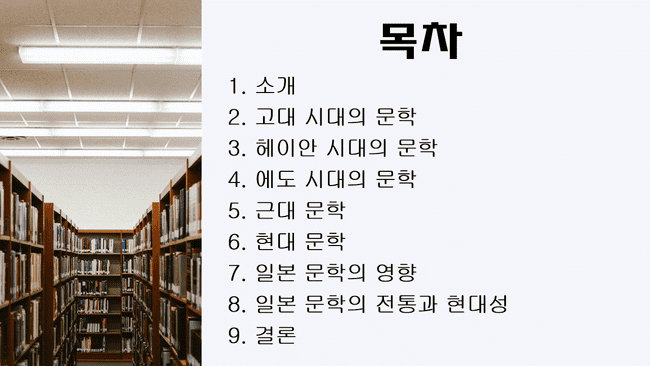 목차
1. 소개
2. 고대 시대의 문학
3. 헤이안 시대의 문학
4. 에도 시대의 문학
5. 근대 문학
6. 현대 문학
7. 일본 문학의 영향
8. 일본 문학의 전통과 현대성
9. 결론